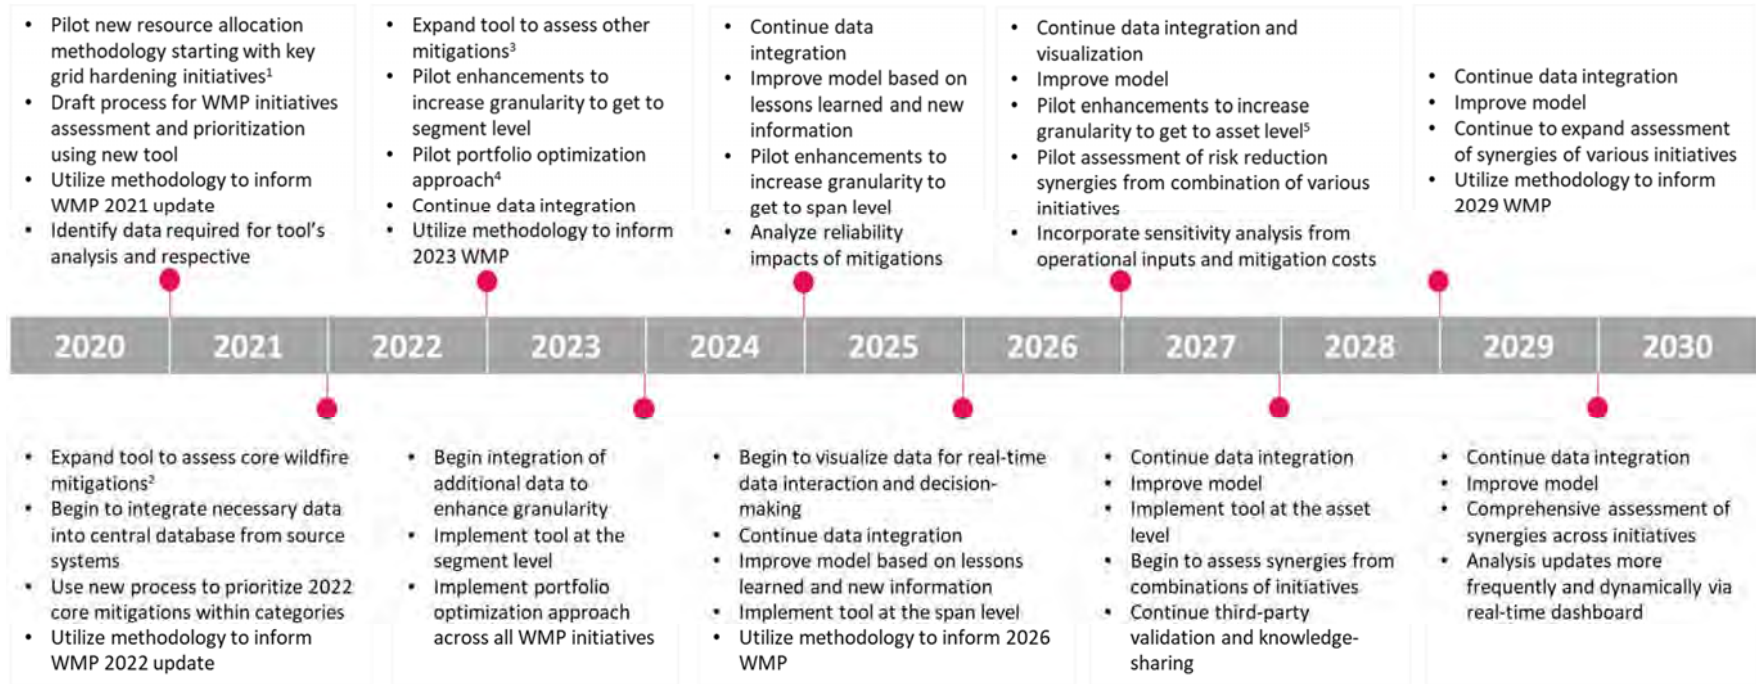 • Pilot new resource allocation
methodology starting with key
grid hardening initiatives¹
• Draft process for WMP initiatives
assessment and prioritization
using new tool
• Utilize methodology to inform
WMP 2021 update
• Identify data required for tool's
analysis and respective
• Expand tool to assess other
mitigations³
• Pilot enhancements to
increase granularity to get to
segment level
• Pilot portfolio optimization
approach⁴
• Continue data integration
• Utilize methodology to inform
2023 WMP
• Continue data
integration
• Improve model based on
lessons learned and new
information
• Pilot enhancements to
increase granularity to
get to span level
• Analyze reliability
impacts of mitigations
• Continue data integration and
visualization
• Improve model
• Pilot enhancements to increase
granularity to get to asset level⁵
• Pilot assessment of risk reduction
synergies from combination of various
initiatives
• Incorporate sensitivity analysis from
operational inputs and mitigation costs
• Continue data integration
• Improve model
• Continue to expand assessment
of synergies of various initiatives
• Utilize methodology to inform
2029 WMP
2020 2021 2022 2023 2024 2025 2026 2027 2028 2029 2030
• Expand tool to assess core wildfire
mitigations²
• Begin to integrate necessary data
into central database from source
systems
• Use new process to prioritize 2022
core mitigations within categories
• Utilize methodology to inform
WMP 2022 update
• Begin integration of
additional data to
enhance granularity
• Implement tool at the
segment level
• Implement portfolio
optimization approach
across all WMP initiatives
• Begin to visualize data for real-time
data interaction and decision-
making
• Continue data integration
• Improve model based on lessons
learned and new information
• Implement tool at the span level
• Utilize methodology to inform 2026
WMP
• Continue data integration
• Improve model
• Implement tool at the asset
level
• Begin to assess synergies from
combinations of initiatives
• Continue third-party
validation and knowledge-
sharing
• Continue data integration
• Improve model
• Comprehensive assessment of
synergies across initiatives
• Analysis updates more
frequently and dynamically via
real-time dashboard